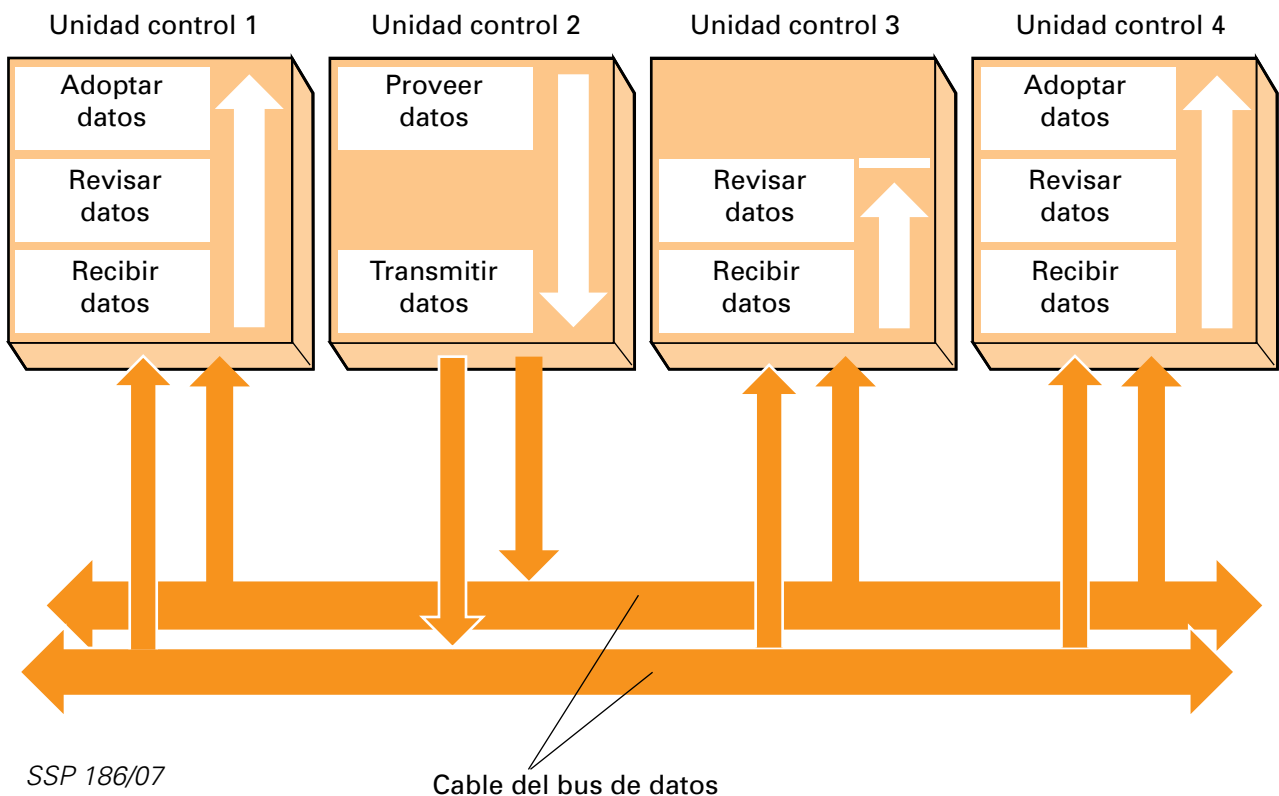 Unidad control 1
Unidad control 2
Unidad control 3
Unidad control 4
Adoptar
datos
Revisar
datos
Recibir
datos
Proveer
datos
Transmitir
datos
Revisar
datos
Recibir
datos
Adoptar
datos
Revisar
datos
Recibir
datos
SSP 186/07
Cable del bus de datos